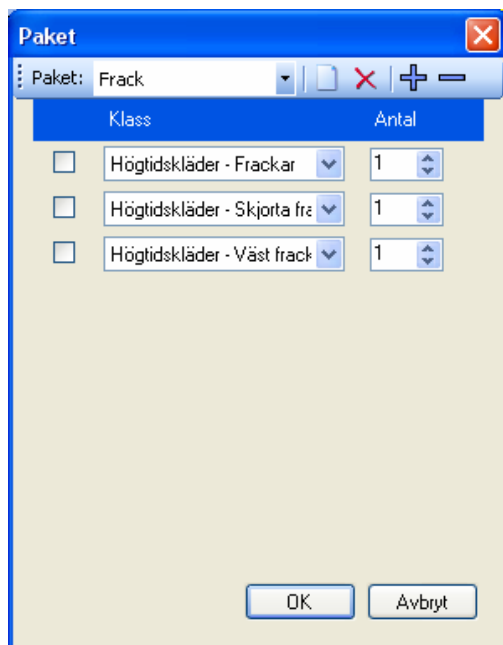 Paket
Paket: Frack
Klass Antal
Högtidskläder - Frackar 1
Högtidskläder - Skjorta fra 1
Högtidskläder - Väst frack 1
OK Avbryt